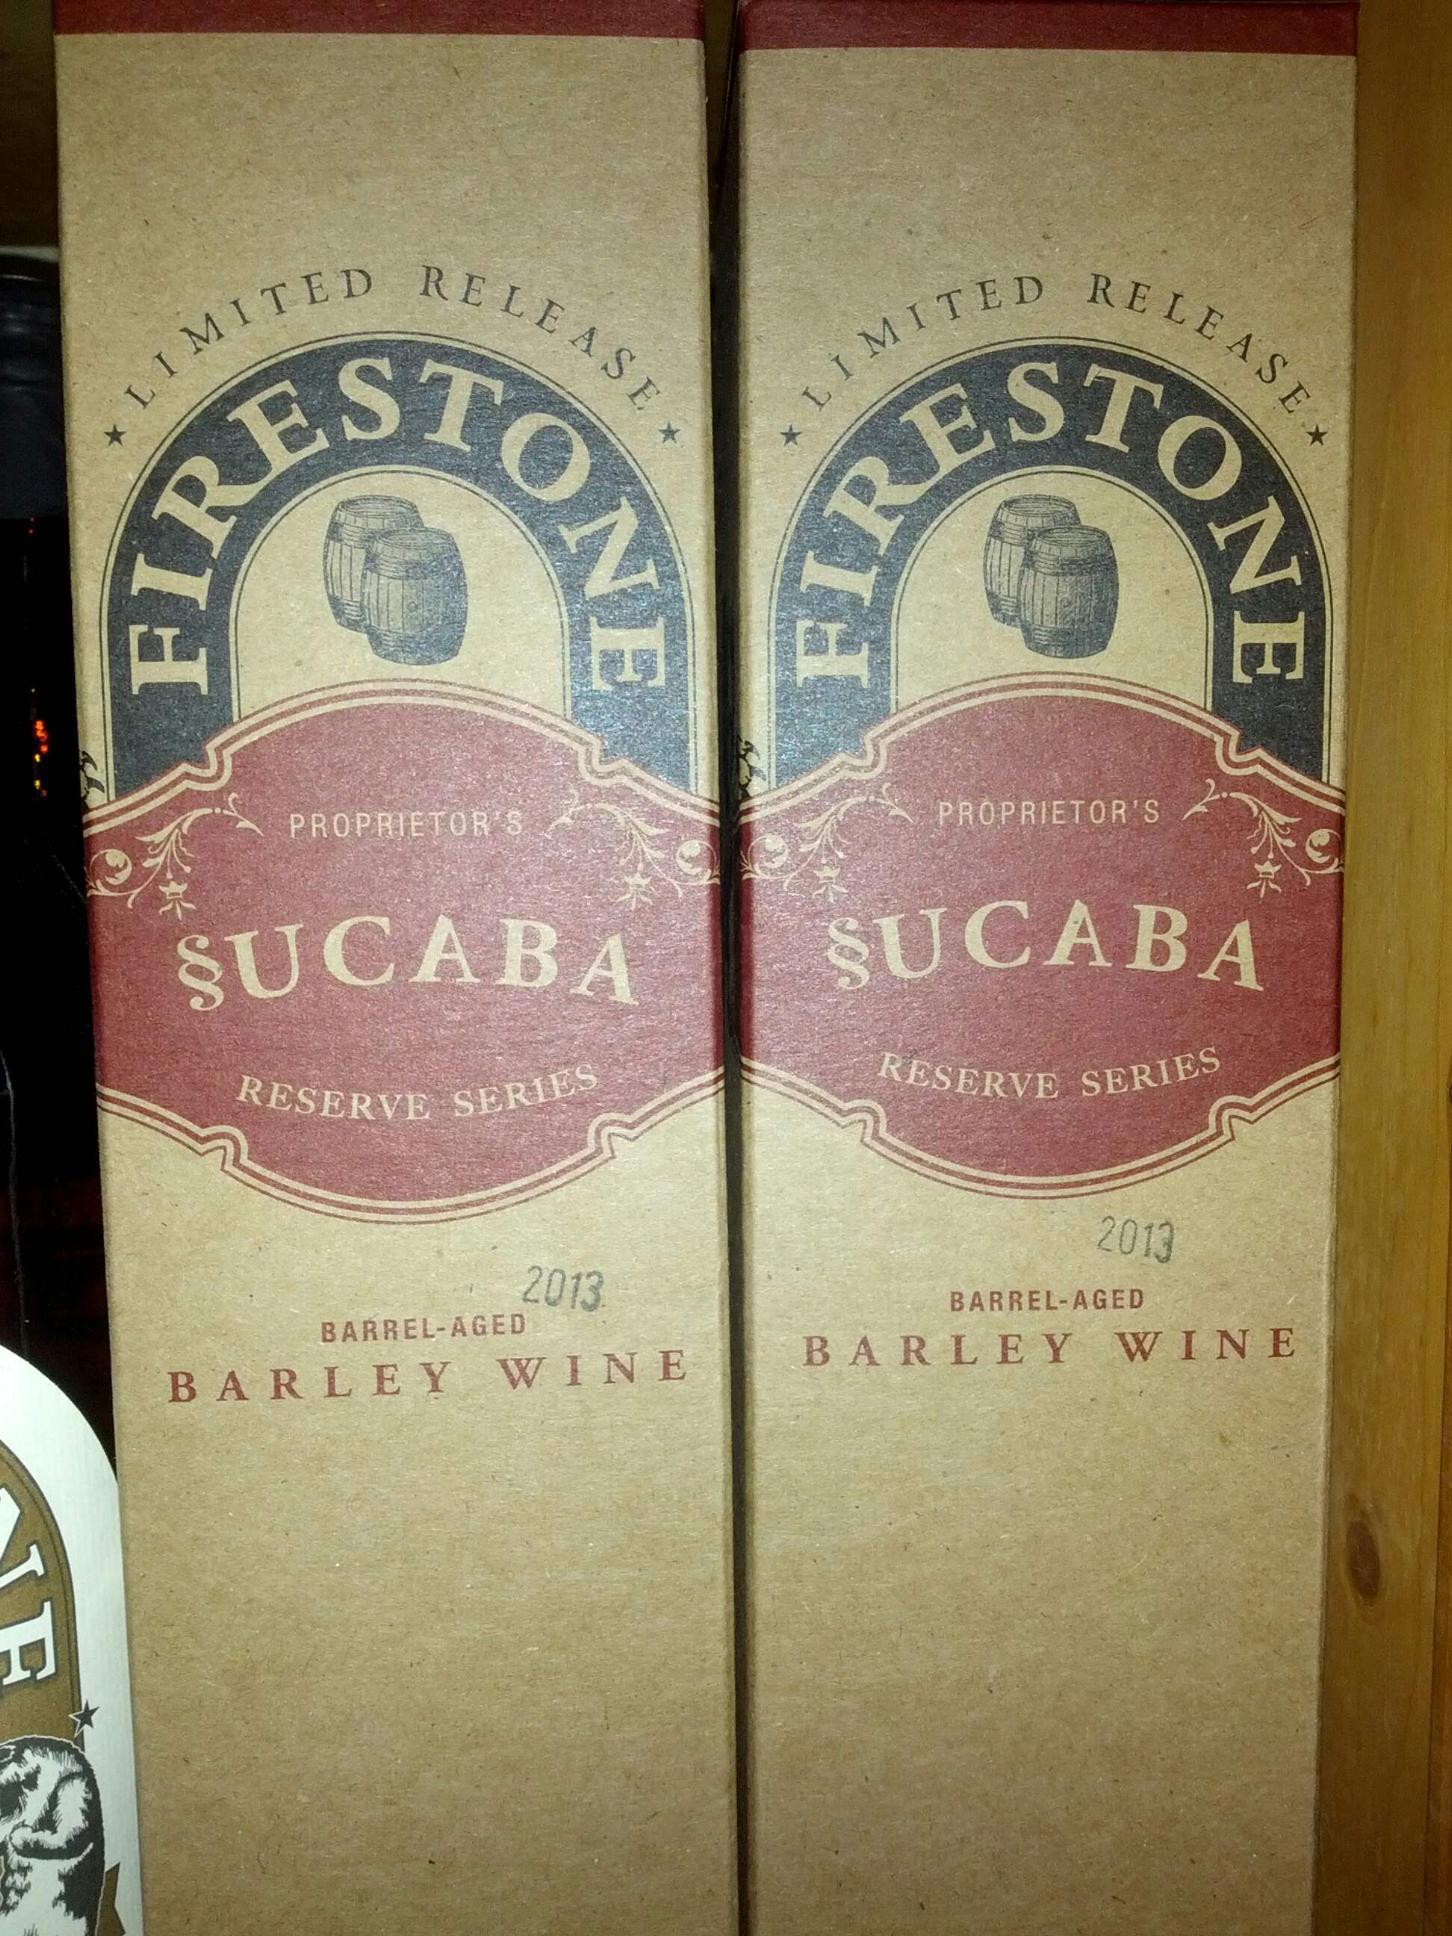 LIMITED RELEASE
FIRESTONE
PROPRIETOR'S
§UCABA
RESERVE SERIES
2013
BARREL-AGED
BARLEY WINE
LIMITED RELEASE
FIRESTONE
PROPRIETOR'S
§UCABA
RESERVE SERIES
2013
BARREL-AGED
BARLEY WINE
NE